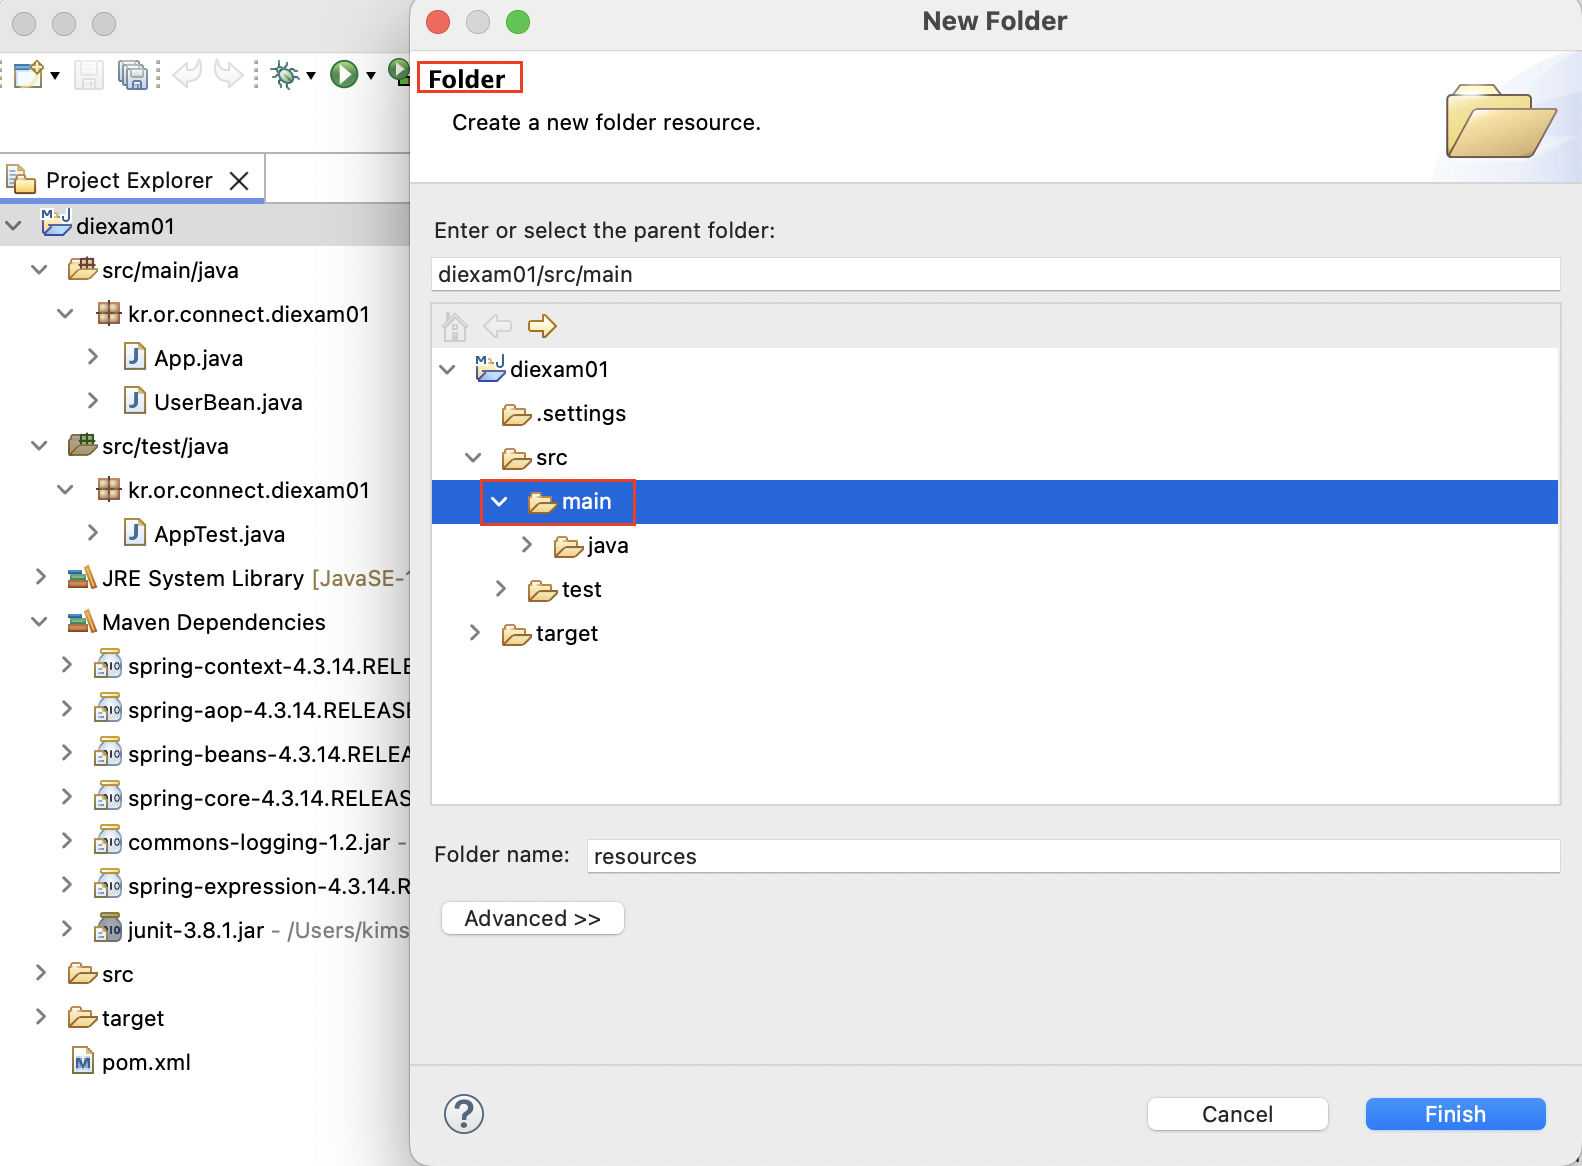 New Folder
Folder
Create a new folder resource.
Project Explorer
diexam01
src/main/java
kr.or.connect.diexam01
App.java
UserBean.java
src/test/java
kr.or.connect.diexam01
AppTest.java
JRE System Library [JavaSE-1
Maven Dependencies
spring-context-4.3.14.RELE
spring-aop-4.3.14.RELEASE
spring-beans-4.3.14.RELEA
spring-core-4.3.14.RELEAS
commons-logging-1.2.jar -
spring-expression-4.3.14.R
junit-3.8.1.jar - /Users/kims
src
target
pom.xml
Enter or select the parent folder:
diexam01/src/main
diexam01
.settings
src
main
java
test
target
Folder name: resources
Advanced >>
Cancel
Finish